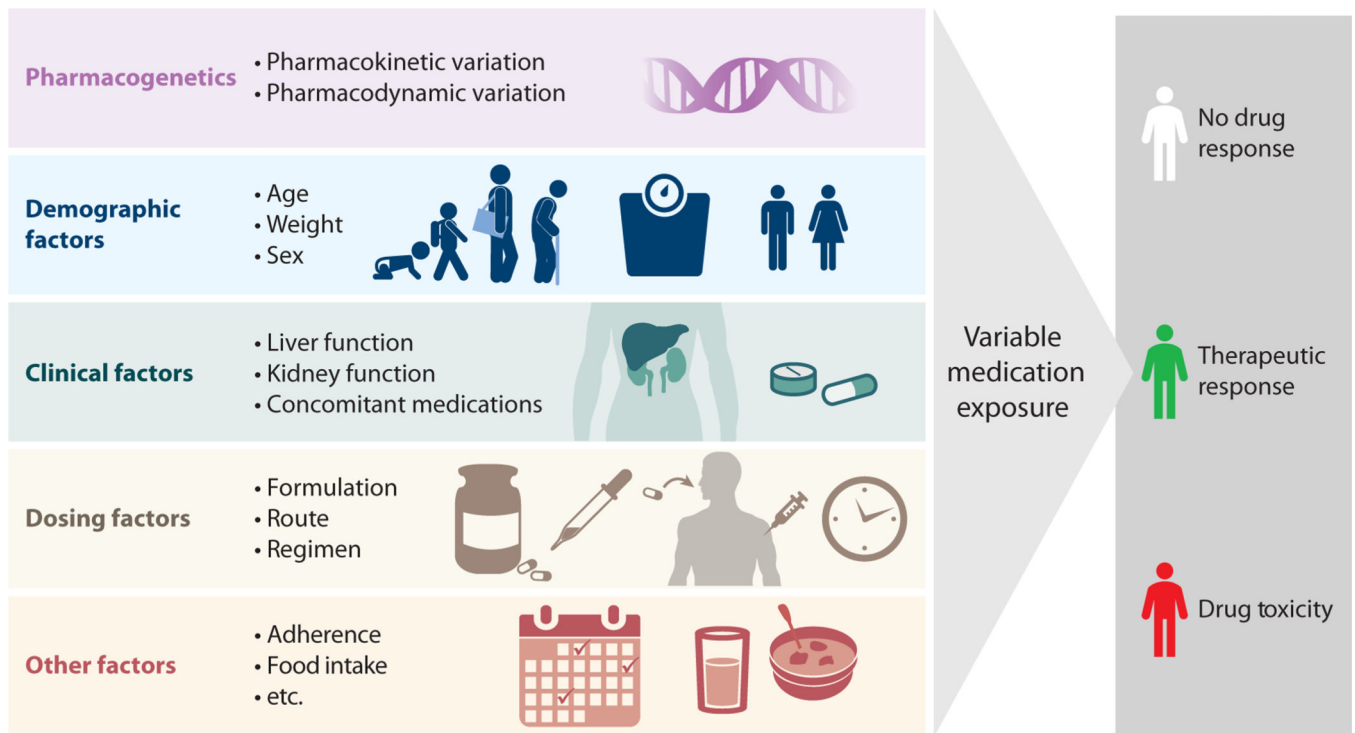 Pharmacogenetics
• Pharmacokinetic variation
• Pharmacodynamic variation
Demographic
factors
• Age
• Weight
• Sex
Clinical factors
• Liver function
• Kidney function
• Concomitant medications
Dosing factors
• Formulation
• Route
• Regimen
Other factors
• Adherence
• Food intake
• etc.
Variable
medication
exposure
No drug
response
Therapeutic
response
Drug toxicity